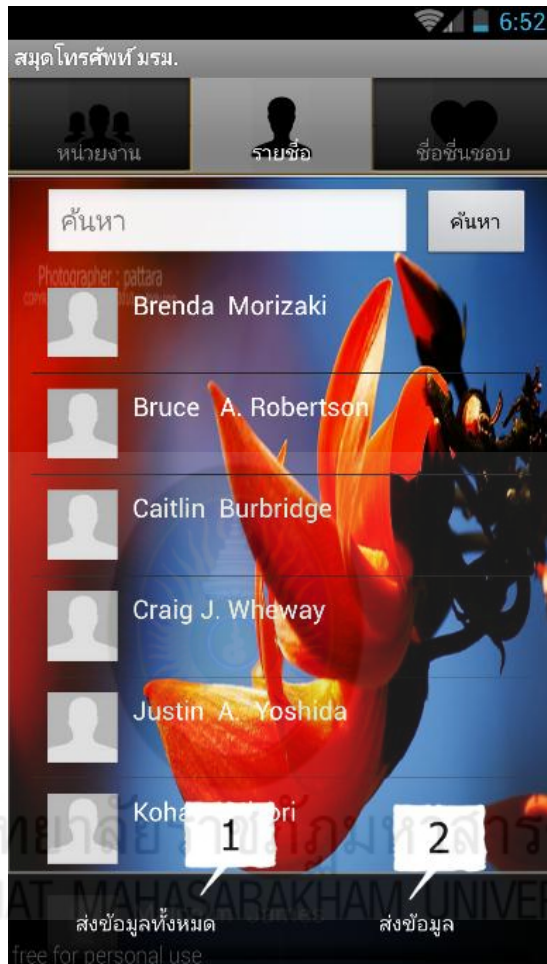 6:52
สมุดโทรศัพท์ มรม.
หน่วยงาน
รายชื่อ
ชื่อชื่นชอบ
ค้นหา
ค้นหา
Photographer : pattara
Brenda Morizaki
Bruce A. Robertson
Caitlin Burbridge
Craig J. Wheway
Justin A. Yoshida
1
2
MAHASARAKHAM
ส่งข้อมูลทั้งหมด
ส่งข้อมูล
free for personal use